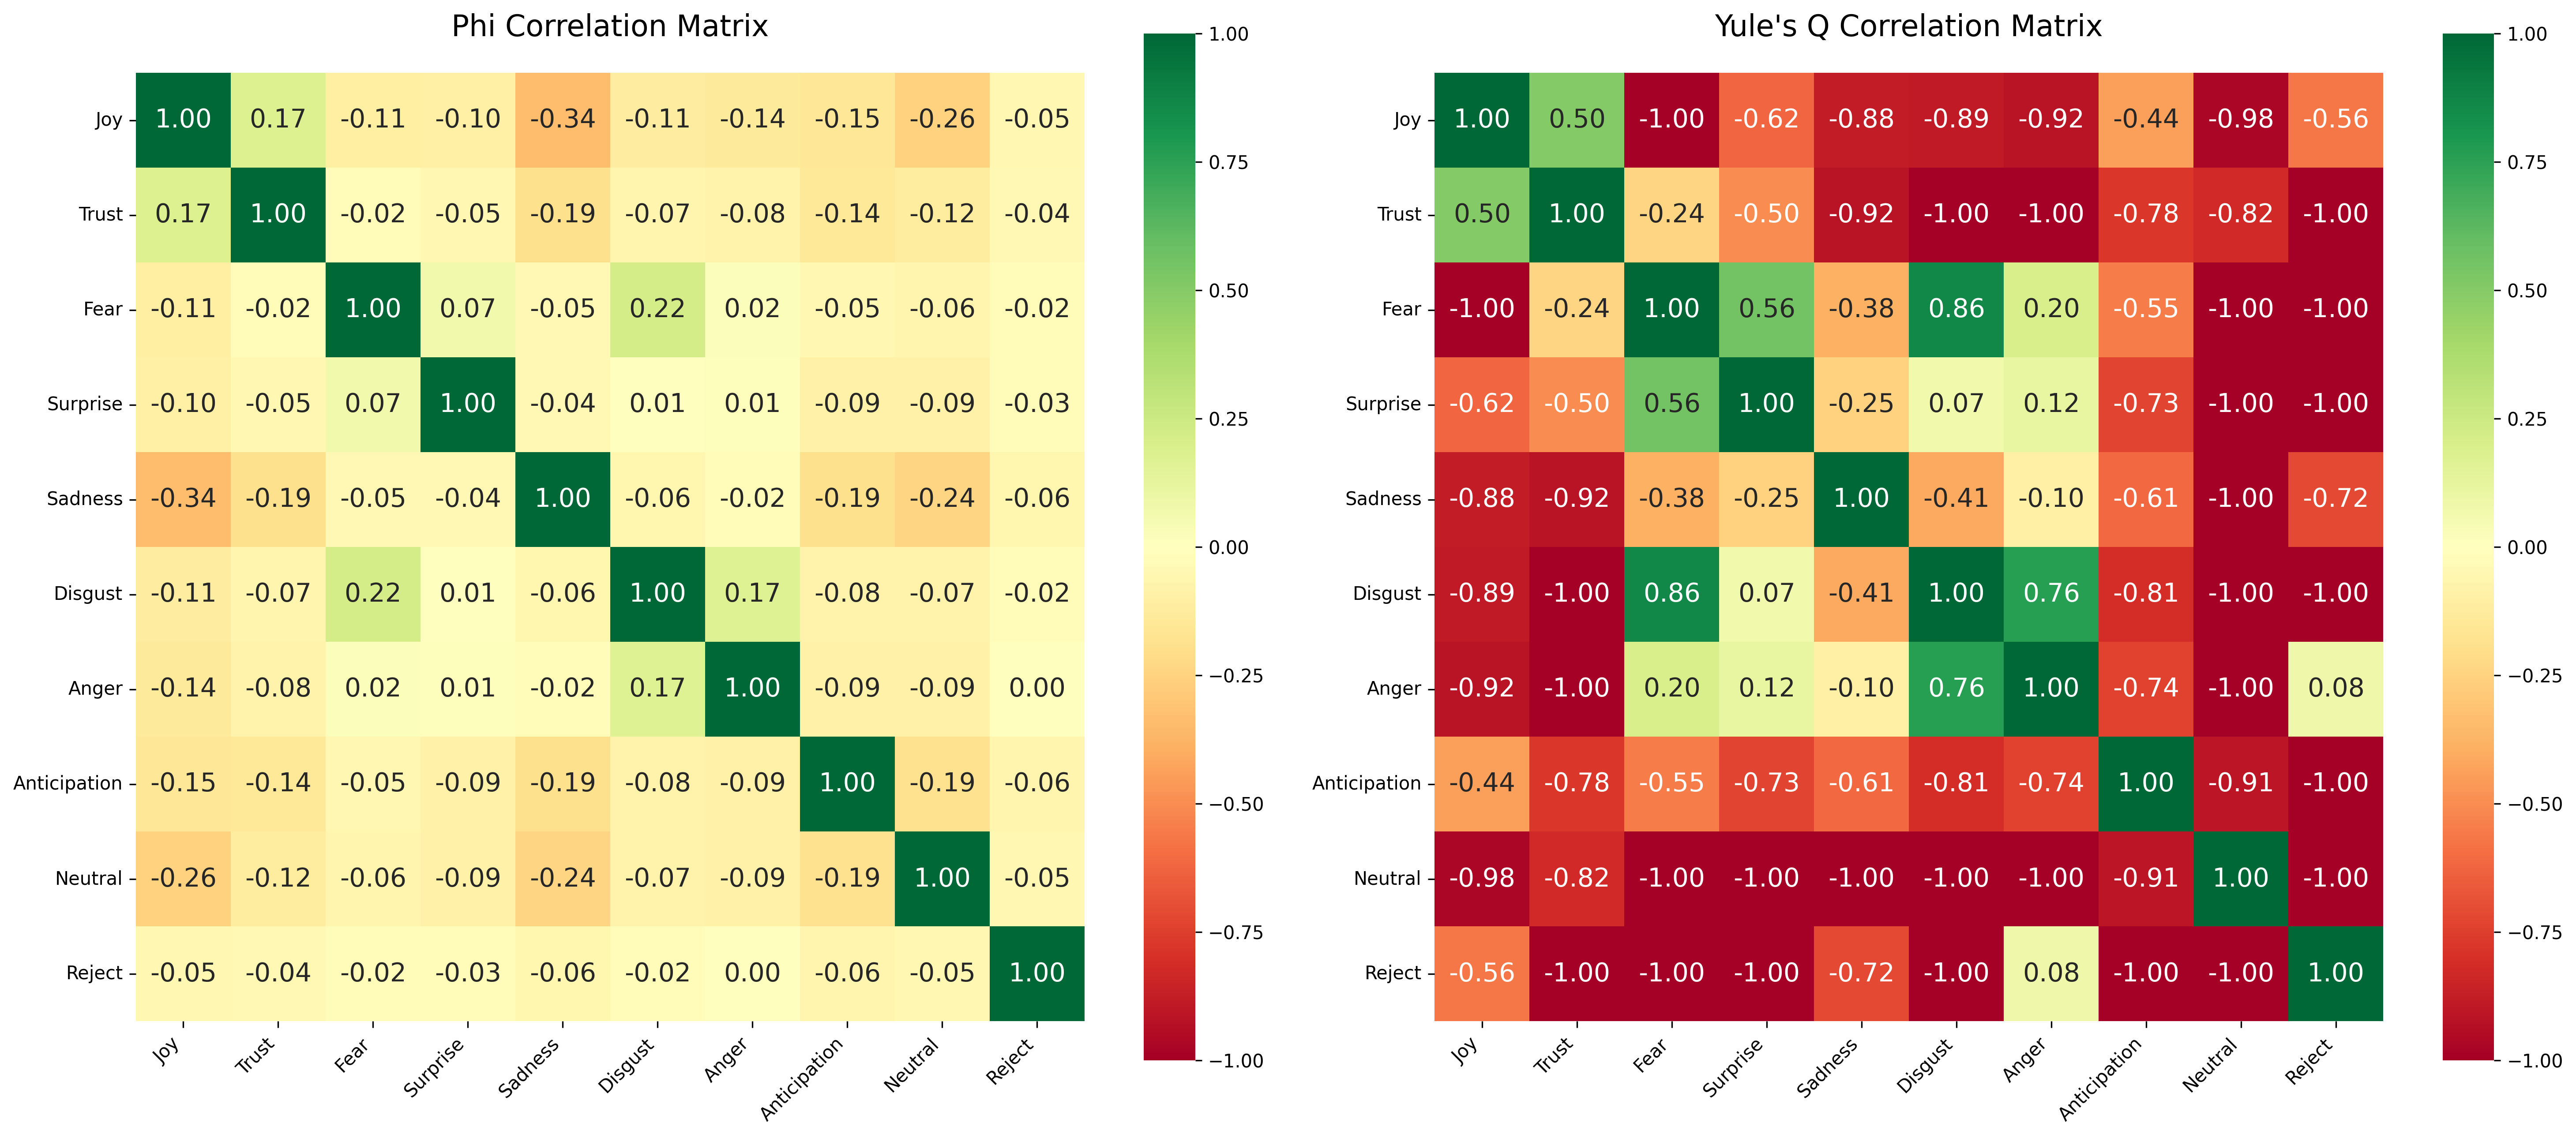 Phi Correlation Matrix
Joy 1.00 0.17 -0.11 -0.10 -0.34 -0.11 -0.14 -0.15 -0.26 -0.05
Trust 0.17 1.00 -0.02 -0.05 -0.19 -0.07 -0.08 -0.14 -0.12 -0.04
Fear -0.11 -0.02 1.00 0.07 -0.05 0.22 0.02 -0.05 -0.06 -0.02
Surprise -0.10 -0.05 0.07 1.00 -0.04 0.01 0.01 -0.09 -0.09 -0.03
Sadness -0.34 -0.19 -0.05 -0.04 1.00 -0.06 -0.02 -0.19 -0.24 -0.06
Disgust -0.11 -0.07 0.22 0.01 -0.06 1.00 0.17 -0.08 -0.07 -0.02
Anger -0.14 -0.08 0.02 0.01 -0.02 0.17 1.00 -0.09 -0.09 0.00
Anticipation -0.15 -0.14 -0.05 -0.09 -0.19 -0.08 -0.09 1.00 -0.19 -0.06
Neutral -0.26 -0.12 -0.06 -0.09 -0.24 -0.07 -0.09 -0.19 1.00 -0.05
Reject -0.05 -0.04 -0.02 -0.03 -0.06 -0.02 0.00 -0.06 -0.05 1.00
Joy Trust Fear Surprise Sadness Disgust Anger Anticipation Neutral Reject
1.00
0.75
0.50
0.25
0.00
−0.25
−0.50
−0.75
−1.00
Yule's Q Correlation Matrix
Joy 1.00 0.50 -1.00 -0.62 -0.88 -0.89 -0.92 -0.44 -0.98 -0.56
Trust 0.50 1.00 -0.24 -0.50 -0.92 -1.00 -1.00 -0.78 -0.82 -1.00
Fear -1.00 -0.24 1.00 0.56 -0.38 0.86 0.20 -0.55 -1.00 -1.00
Surprise -0.62 -0.50 0.56 1.00 -0.25 0.07 0.12 -0.73 -1.00 -1.00
Sadness -0.88 -0.92 -0.38 -0.25 1.00 -0.41 -0.10 -0.61 -1.00 -0.72
Disgust -0.89 -1.00 0.86 0.07 -0.41 1.00 0.76 -0.81 -1.00 -1.00
Anger -0.92 -1.00 0.20 0.12 -0.10 0.76 1.00 -0.74 -1.00 0.08
Anticipation -0.44 -0.78 -0.55 -0.73 -0.61 -0.81 -0.74 1.00 -0.91 -1.00
Neutral -0.98 -0.82 -1.00 -1.00 -1.00 -1.00 -1.00 -0.91 1.00 -1.00
Reject -0.56 -1.00 -1.00 -1.00 -0.72 -1.00 0.08 -1.00 -1.00 1.00
Joy Trust Fear Surprise Sadness Disgust Anger Anticipation Neutral Reject
1.00
0.75
0.50
0.25
0.00
−0.25
−0.50
−0.75
−1.00